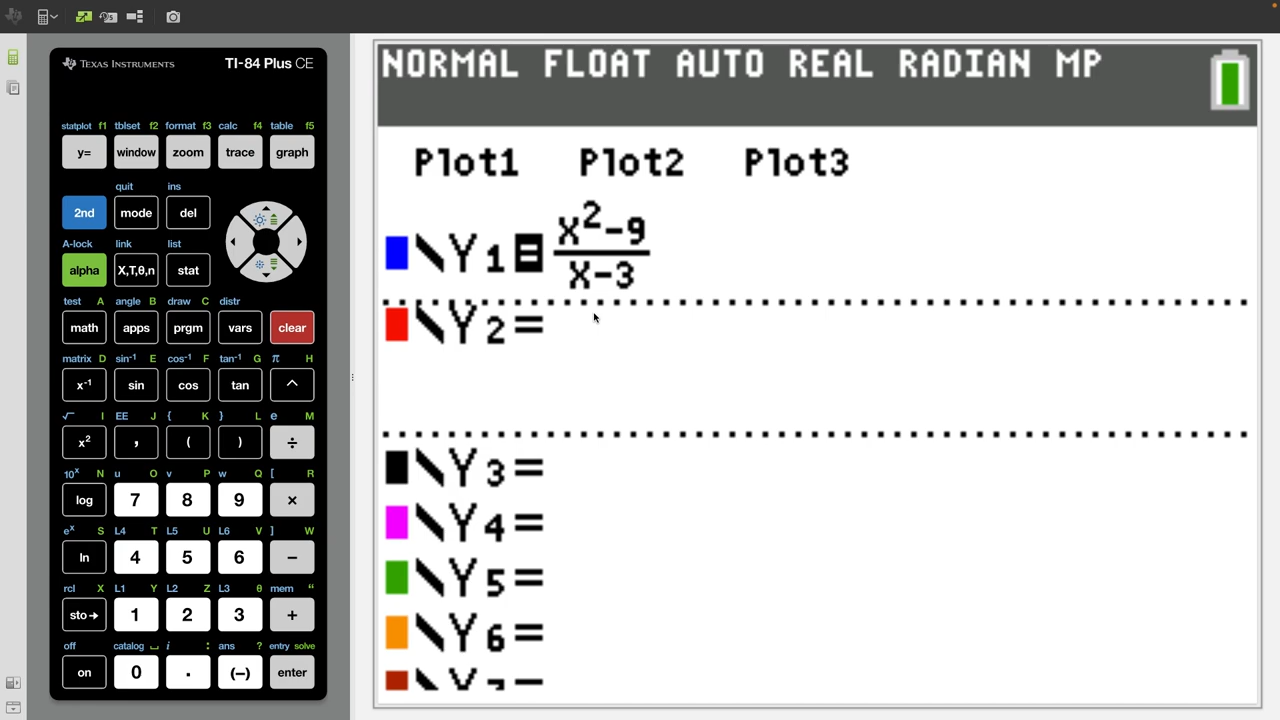 TEXAS INSTRUMENTS TI-84 Plus CE
statplot f1 tblset f2 format f3 calc f4 table f5
y= window zoom trace graph
quit ins
2nd mode del
A-lock link list
alpha X,T,θ,n stat
test A angle B draw C distr
math apps prgm vars clear
matrix D sin⁻¹ E cos⁻¹ F tan⁻¹ G π H
x⁻¹ sin cos tan ^
√ I EE J { K } L e M
x² , ( ) ÷
10ˣ N u O v P w Q [ R
log 7 8 9 ×
eˣ S L4 T L5 U L6 V ] W
ln 4 5 6 −
rcl X L1 Y L2 Z L3 θ mem “
sto→ 1 2 3 +
off catalog ⎵ i : ans ? entry solve
on 0 . (−) enter
NORMAL FLOAT AUTO REAL RADIAN MP
Plot1 Plot2 Plot3
\Y1=(X²-9)/(X-3)
\Y2=
\Y3=
\Y4=
\Y5=
\Y6=